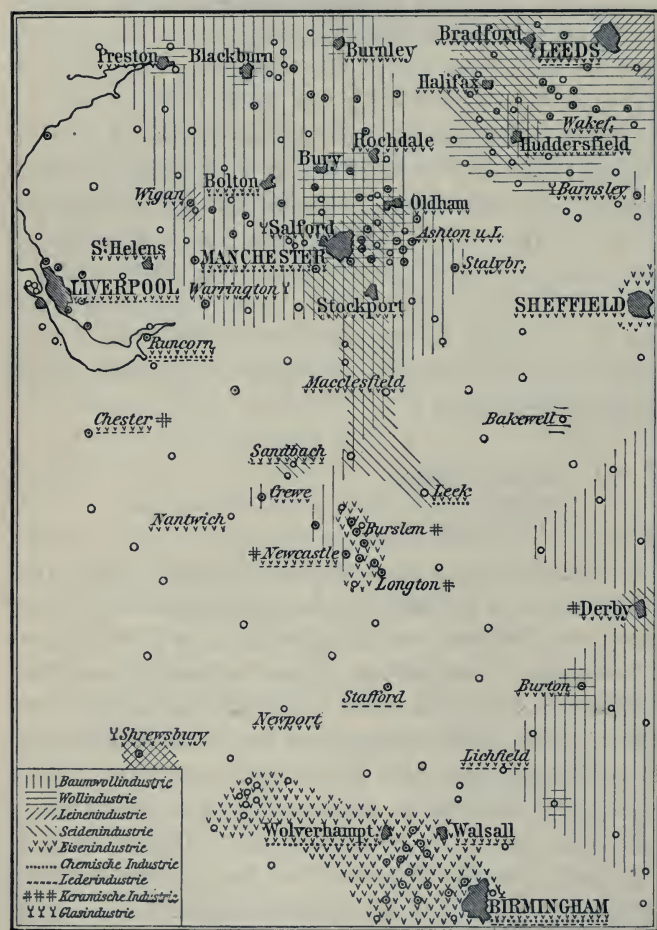 Bradford
LEEDS
Preston
Blackburn
Burnley
Halifax
Wakef.
Huddersfield
Rochdale
Bury
Barnsley
Bolton
Wigan
Oldham
Salford
Ashton u. L.
St Helens
MANCHESTER
Stalybr.
LIVERPOOL
Warrington
Stockport
SHEFFIELD
Runcorn
Macclesfield
Chester
Bakewell
Sandbach
Crewe
Leek
Nantwich
Burslem
Newcastle
Longton
Derby
Burton
Stafford
Newport
Shrewsbury
Lichfield
Baumwollindustrie
Wollindustrie
Leinenindustrie
Seidenindustrie
Eisenindustrie
Chemische Industrie
Lederindustrie
Keramische Industrie
Glasindustrie
Wolverhampt.
Walsall
BIRMINGHAM